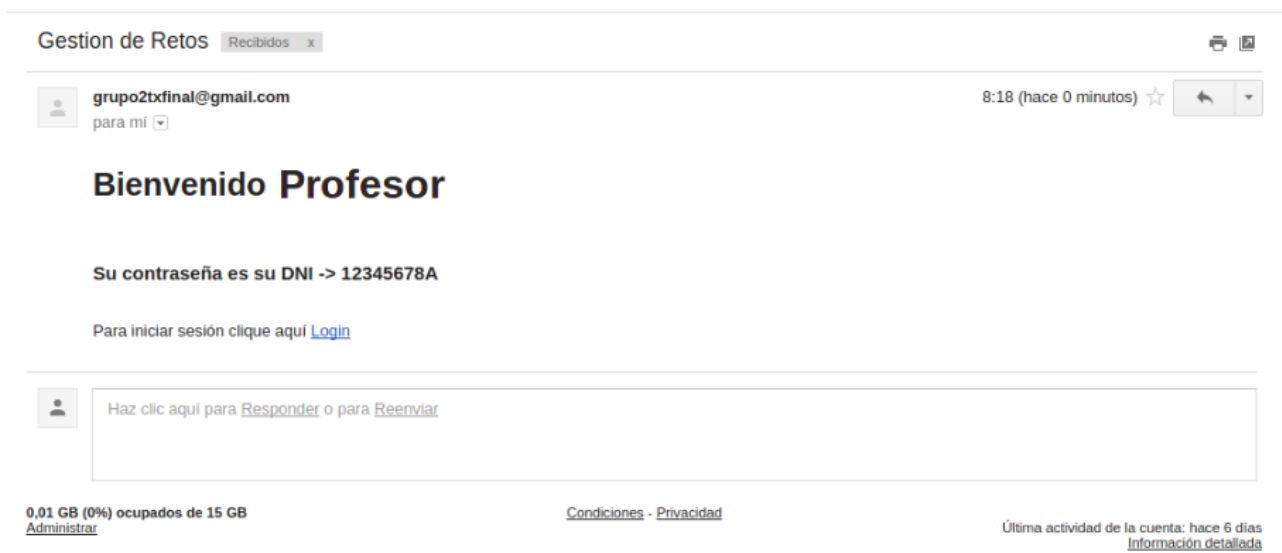 Gestion de Retos Recibidos x
grupo2txfinal@gmail.com 8:18 (hace 0 minutos)
para mí
Bienvenido Profesor
Su contraseña es su DNI -> 12345678A
Para iniciar sesión clique aquí Login
Haz clic aquí para Responder o para Reenviar
0,01 GB (0%) ocupados de 15 GB
Administrar
Condiciones - Privacidad
Última actividad de la cuenta: hace 6 días
Información detallada